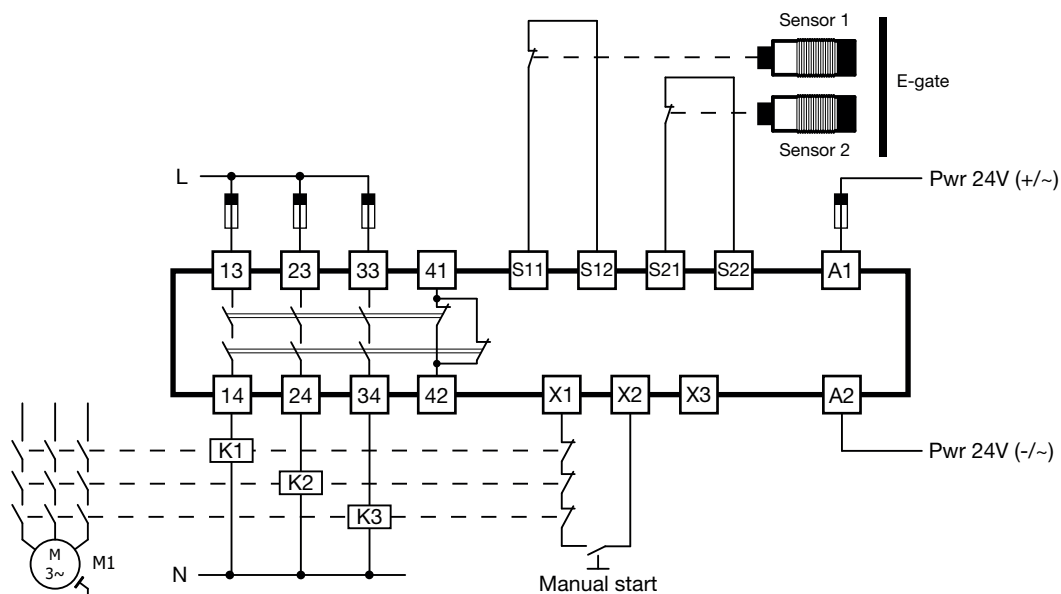 Sensor 1
E-gate
Sensor 2
L
Pwr 24V (+/~)
13 23 33 41 S11 S12 S21 S22 A1
14 24 34 42 X1 X2 X3 A2
K1
Pwr 24V (-/~)
K2
K3
M
3~
M1
N
Manual start